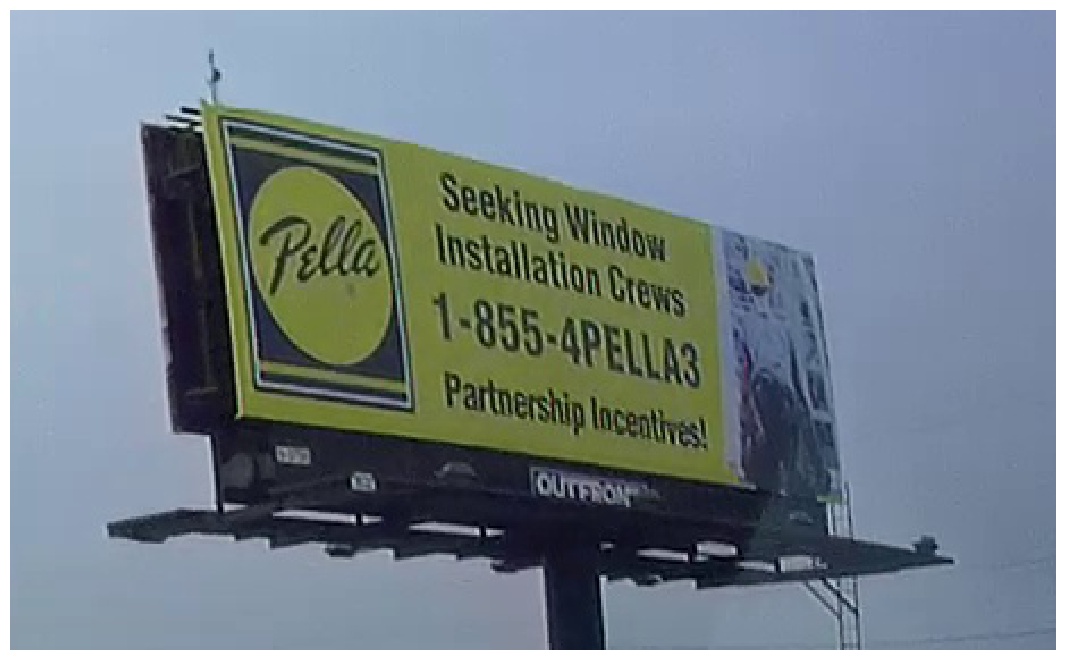 Pella
Seeking Window
Installation Crews
1-855-4PELLA3
Partnership Incentives!
OUTFRONT